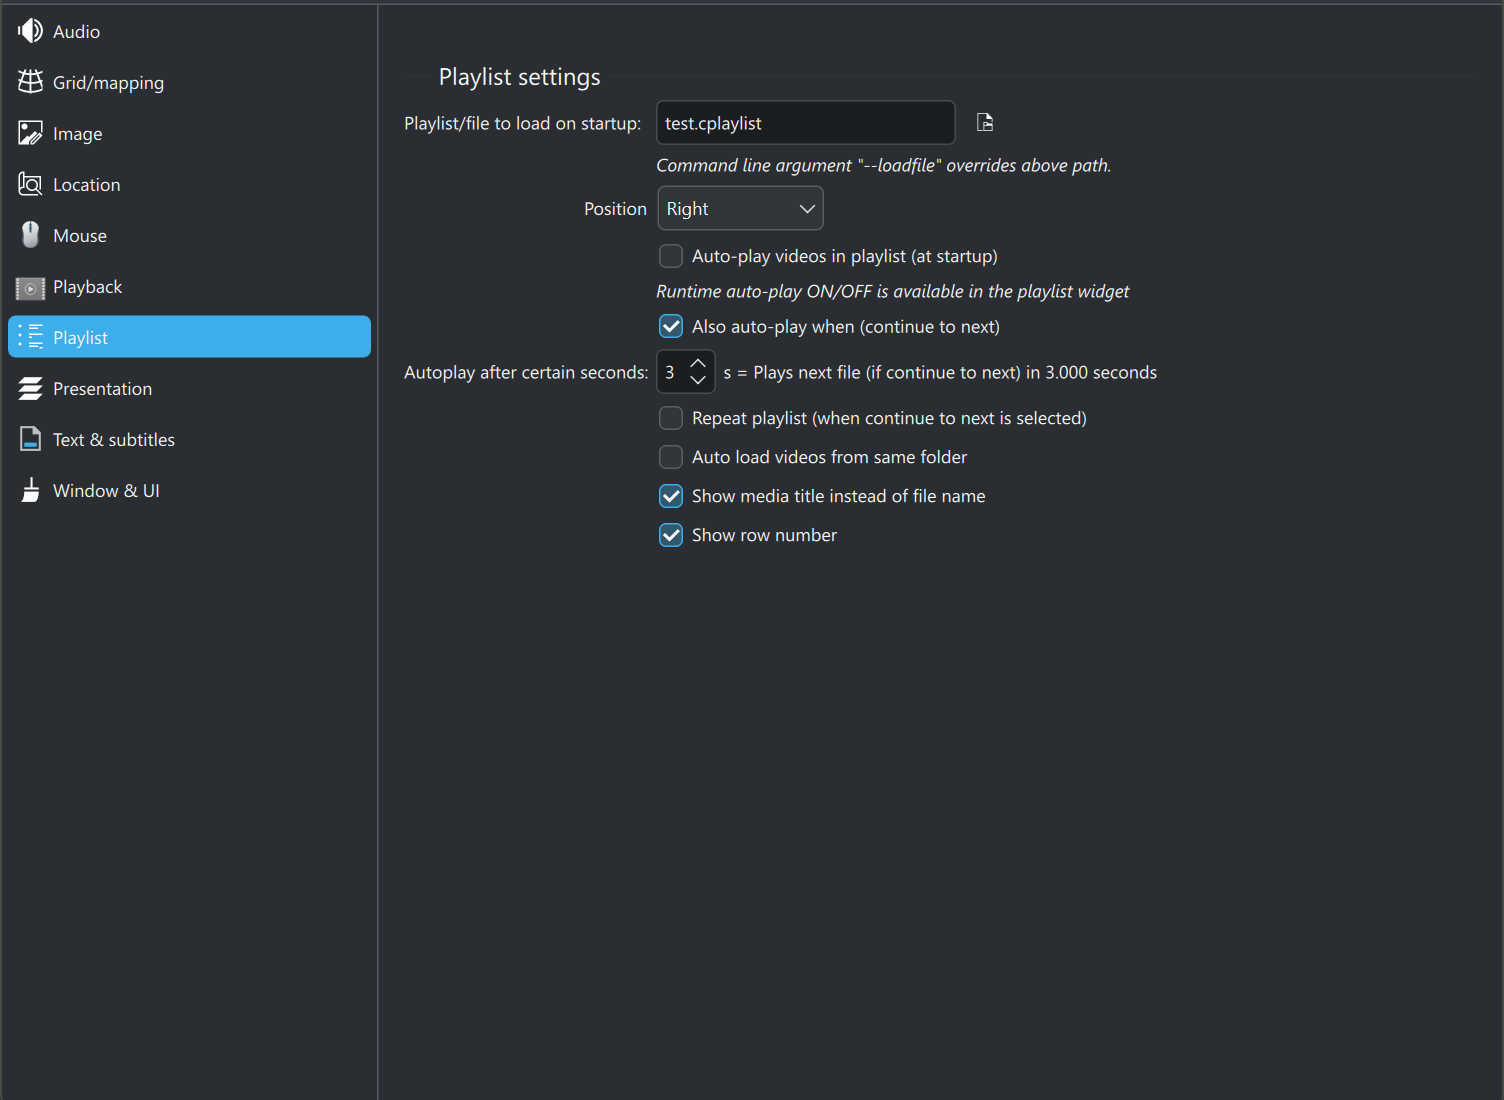 Audio
Grid/mapping
Image
Location
Mouse
Playback
Playlist
Presentation
Text & subtitles
Window & UI
Playlist settings
Playlist/file to load on startup: test.cplaylist
Command line argument "--loadfile" overrides above path.
Position Right
Auto-play videos in playlist (at startup)
Runtime auto-play ON/OFF is available in the playlist widget
Also auto-play when (continue to next)
Autoplay after certain seconds: 3 s = Plays next file (if continue to next) in 3.000 seconds
Repeat playlist (when continue to next is selected)
Auto load videos from same folder
Show media title instead of file name
Show row number